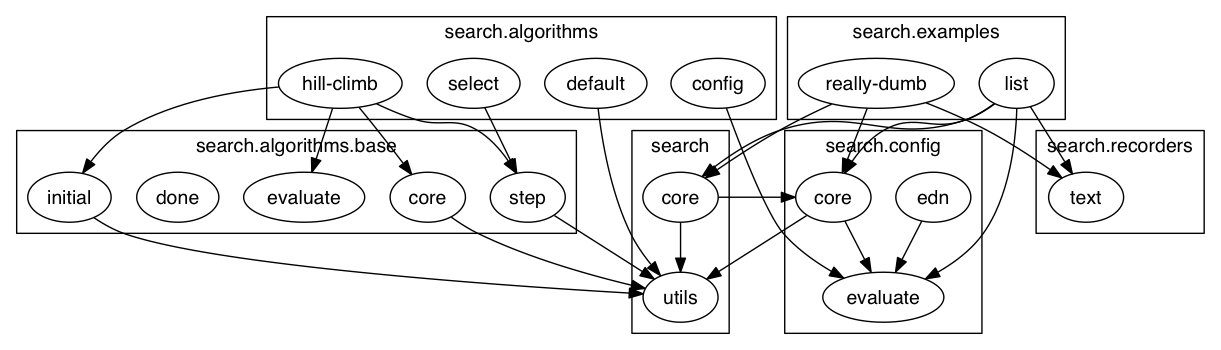 search.algorithms
search.examples
hill-climb
select
default
config
really-dumb
list
search.algorithms.base
search
search.config
search.recorders
initial
done
evaluate
core
step
core
core
edn
text
utils
evaluate